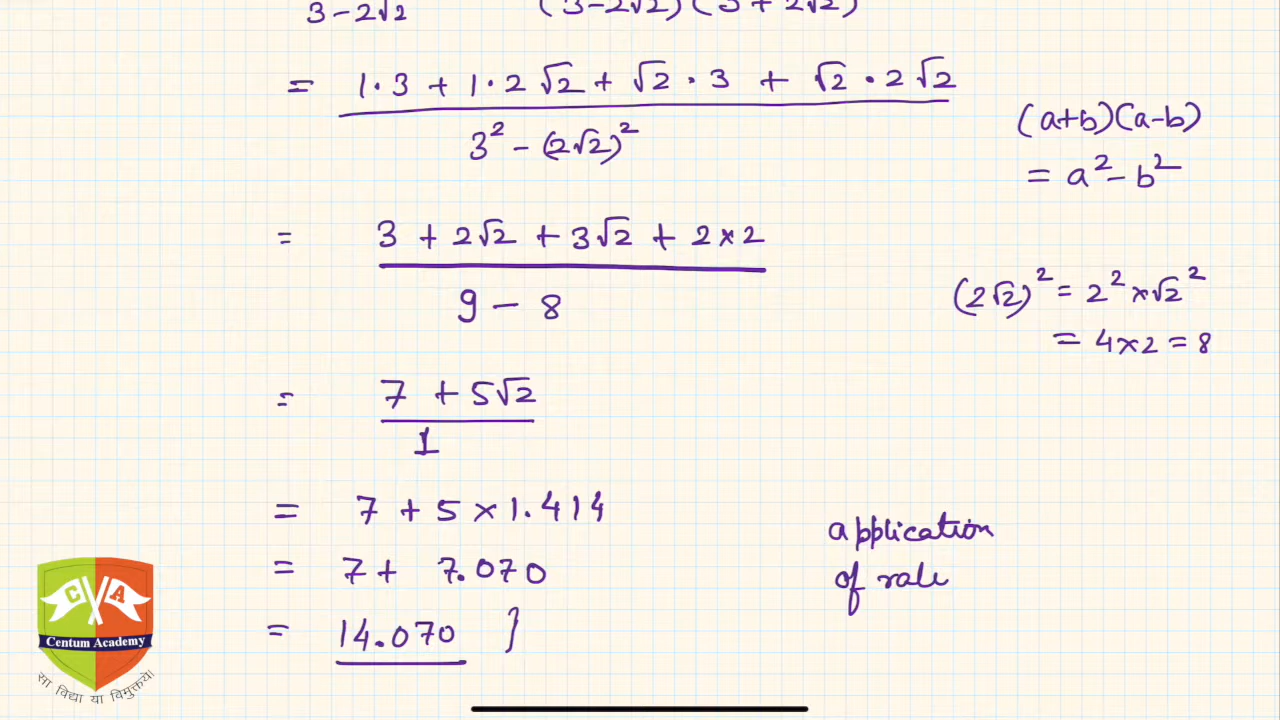 3 - 2√2 (3 - 2√2) (3 + 2√2)
= 1·3 + 1·2√2 + √2·3 + √2·2√2
3² - (2√2)²
(a+b)(a-b)
= a² - b²
= 3 + 2√2 + 3√2 + 2×2
9 - 8
(2√2)² = 2² × √2²
= 4×2 = 8
= 7 + 5√2
1
= 7 + 5 × 1.414
= 7 + 7.070
= 14.070 }
application
of rale
CA
Centum Academy
सा विद्या या विमुक्तये